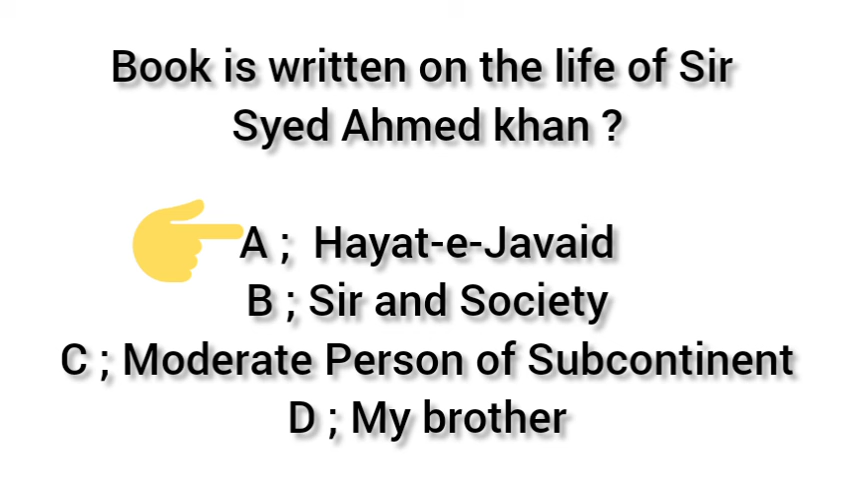 Book is written on the life of Sir
Syed Ahmed khan ?
A ; Hayat-e-Javaid
B ; Sir and Society
C ; Moderate Person of Subcontinent
D ; My brother